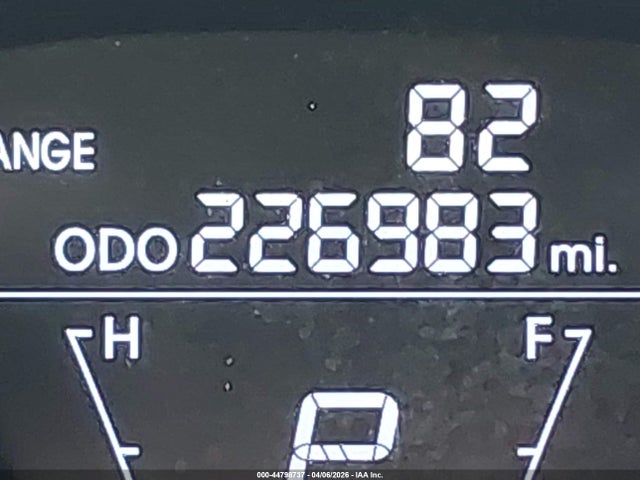 82
ANGE
ODO 226983 mi.
H F
P
000-44798737 - 04/06/2026 - IAA Inc.